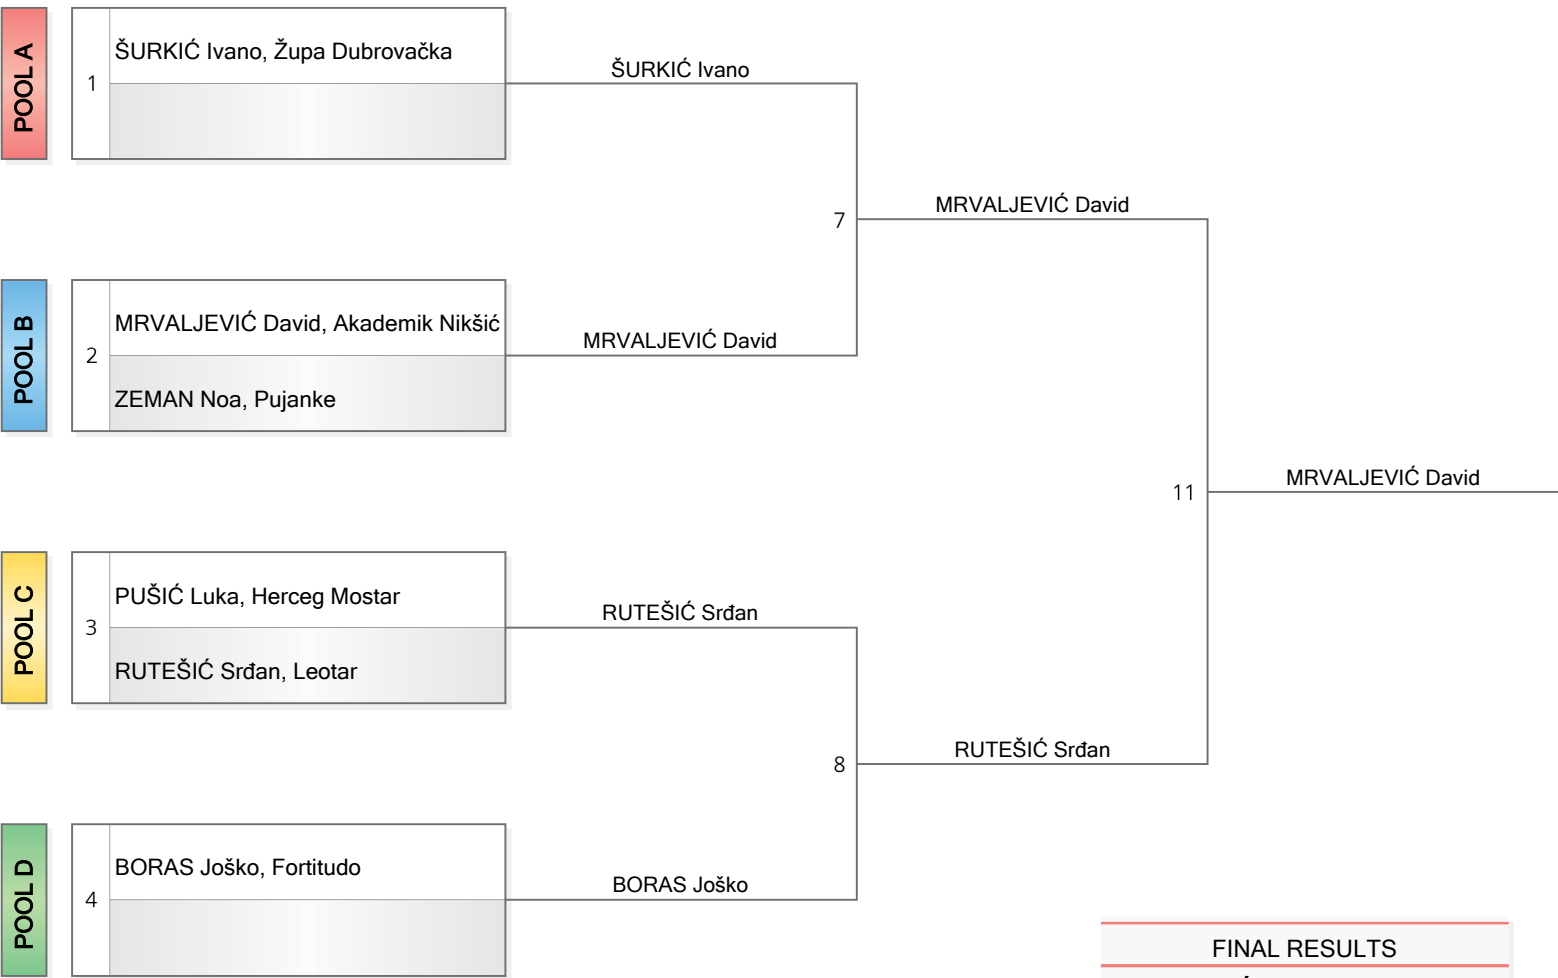 POOL A
1
ŠURKIĆ Ivano, Župa Dubrovačka
ŠURKIĆ Ivano
7
MRVALJEVIĆ David
POOL B
2
MRVALJEVIĆ David, Akademik Nikšić
ZEMAN Noa, Pujanke
MRVALJEVIĆ David
11
MRVALJEVIĆ David
POOL C
3
PUŠIĆ Luka, Herceg Mostar
RUTEŠIĆ Srđan, Leotar
RUTEŠIĆ Srđan
8
RUTEŠIĆ Srđan
POOL D
4
BORAS Joško, Fortitudo
BORAS Joško
FINAL RESULTS